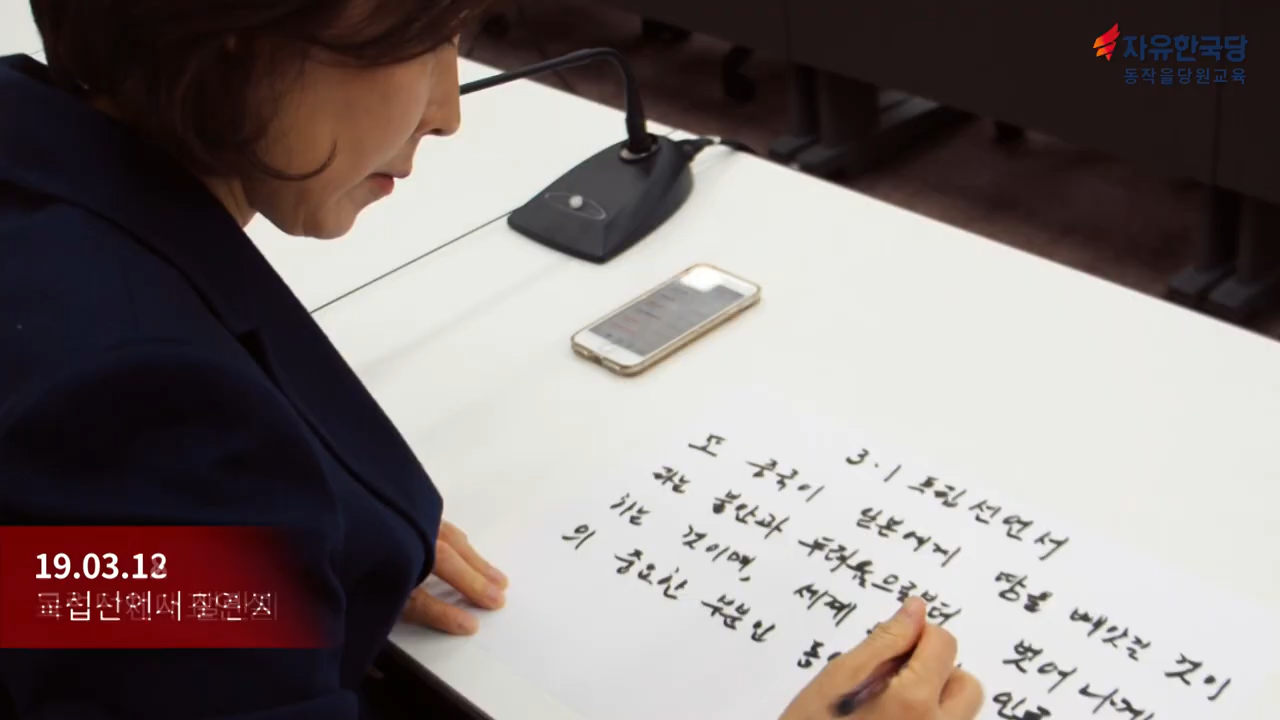 자유한국당
동작을당원교육
3·1 독립선언서
또 중국이 일본에게 땅을 빼앗길 것이
라는 불안과 두려움으로부터 벗어나게
하는 것이며, 세계
의 중요한 부분인
19.03.1